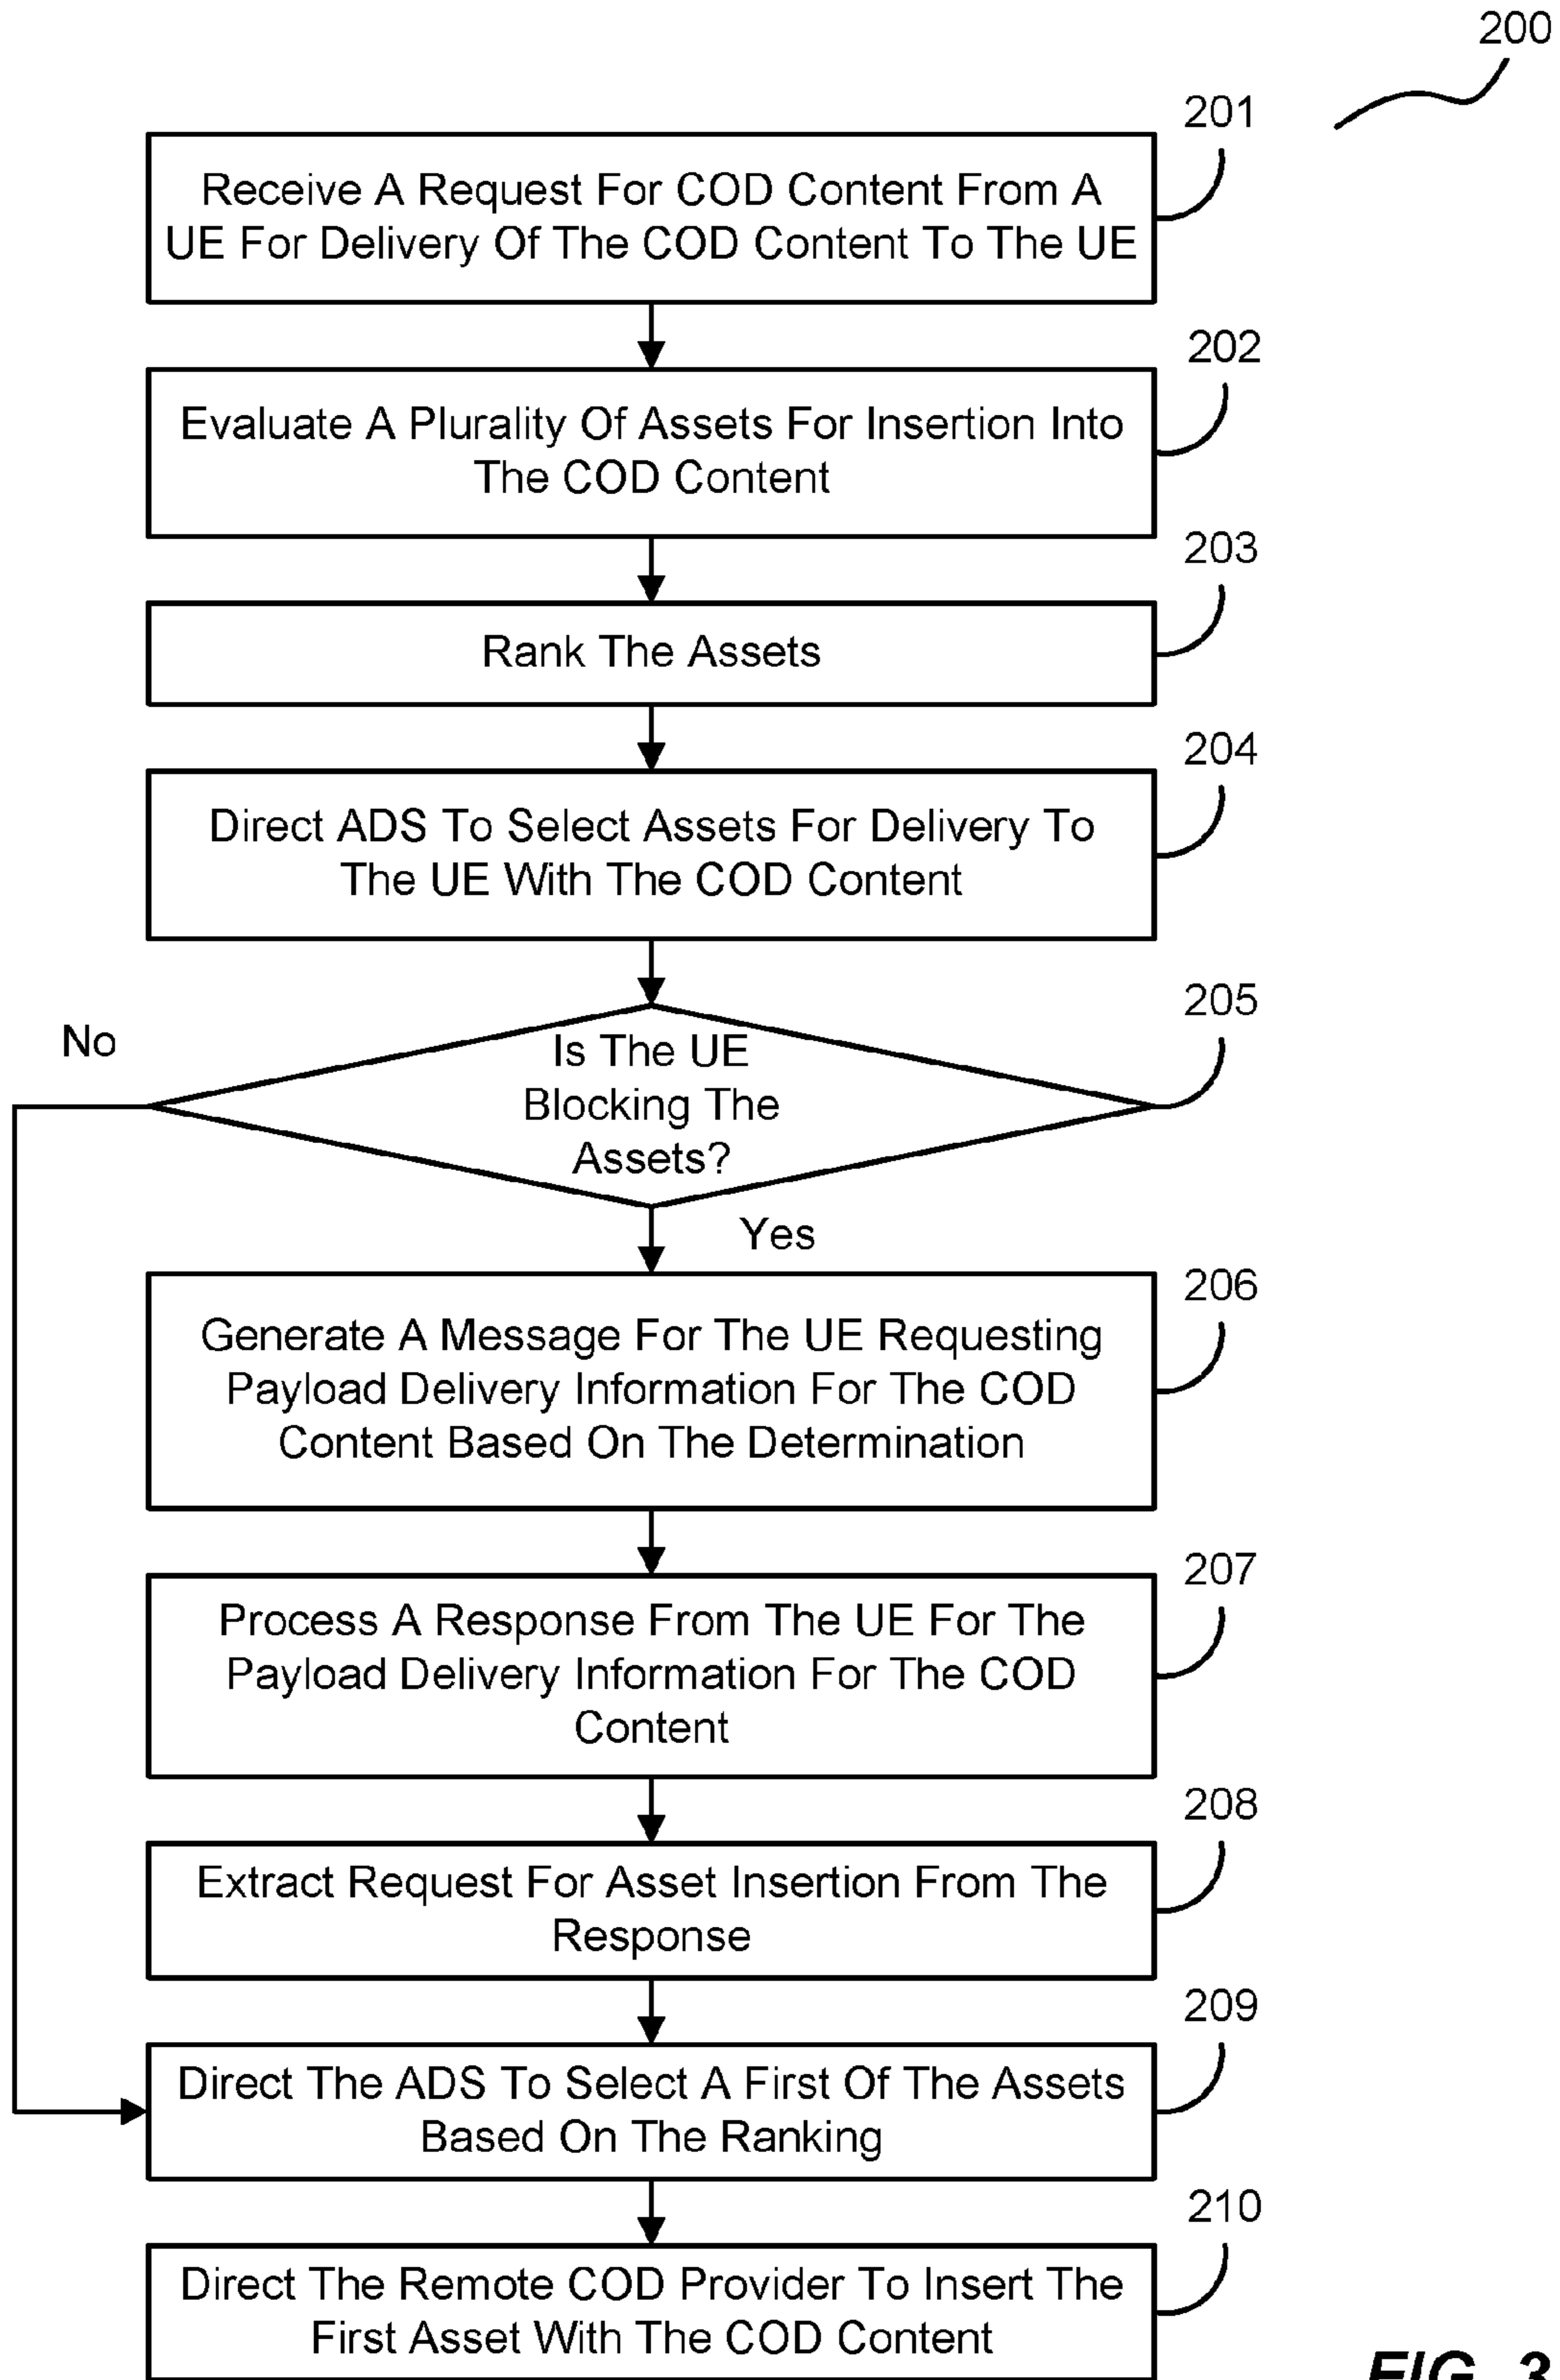 200
201
Receive A Request For COD Content From A
UE For Delivery Of The COD Content To The UE
202
Evaluate A Plurality Of Assets For Insertion Into
The COD Content
203
Rank The Assets
204
Direct ADS To Select Assets For Delivery To
The UE With The COD Content
205
No
Is The UE
Blocking The
Assets?
Yes
206
Generate A Message For The UE Requesting
Payload Delivery Information For The COD
Content Based On The Determination
207
Process A Response From The UE For The
Payload Delivery Information For The COD
Content
208
Extract Request For Asset Insertion From The
Response
209
Direct The ADS To Select A First Of The Assets
Based On The Ranking
210
Direct The Remote COD Provider To Insert The
First Asset With The COD Content
FIG. 3